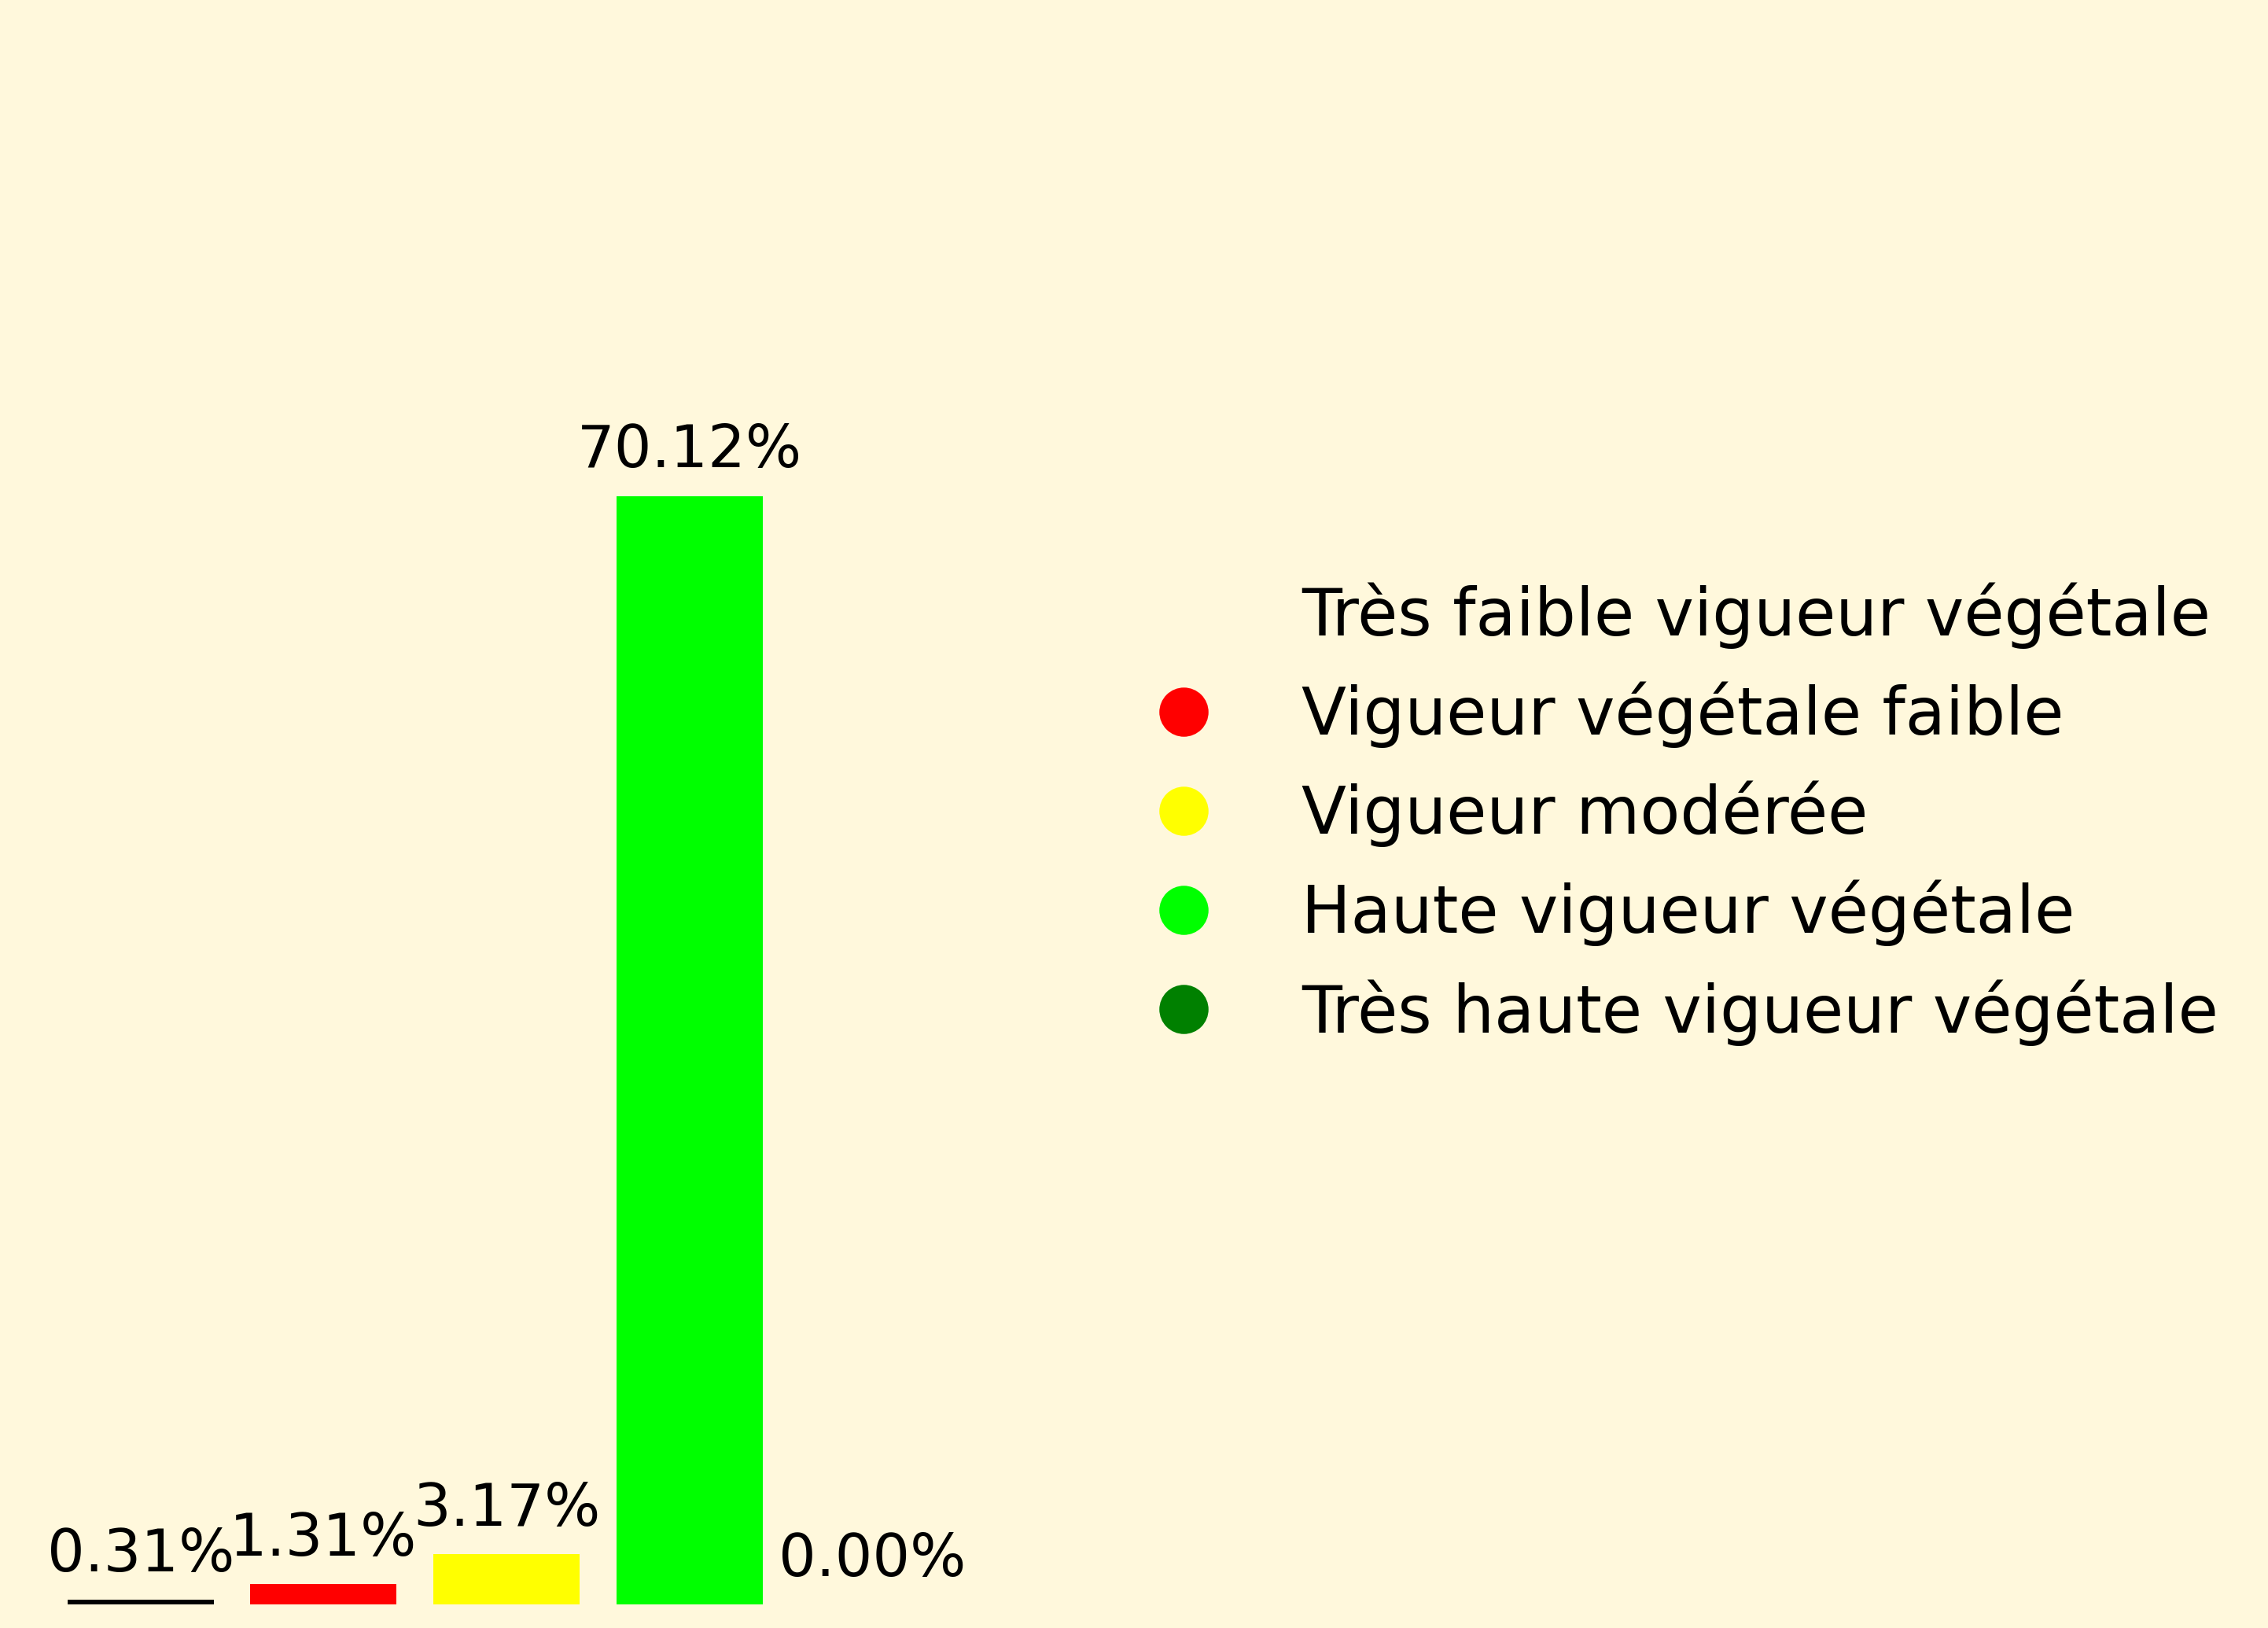 70.12%
Très faible vigueur végétale
Vigueur végétale faible
Vigueur modérée
Haute vigueur végétale
Très haute vigueur végétale
0.31%
1.31%
3.17%
0.00%